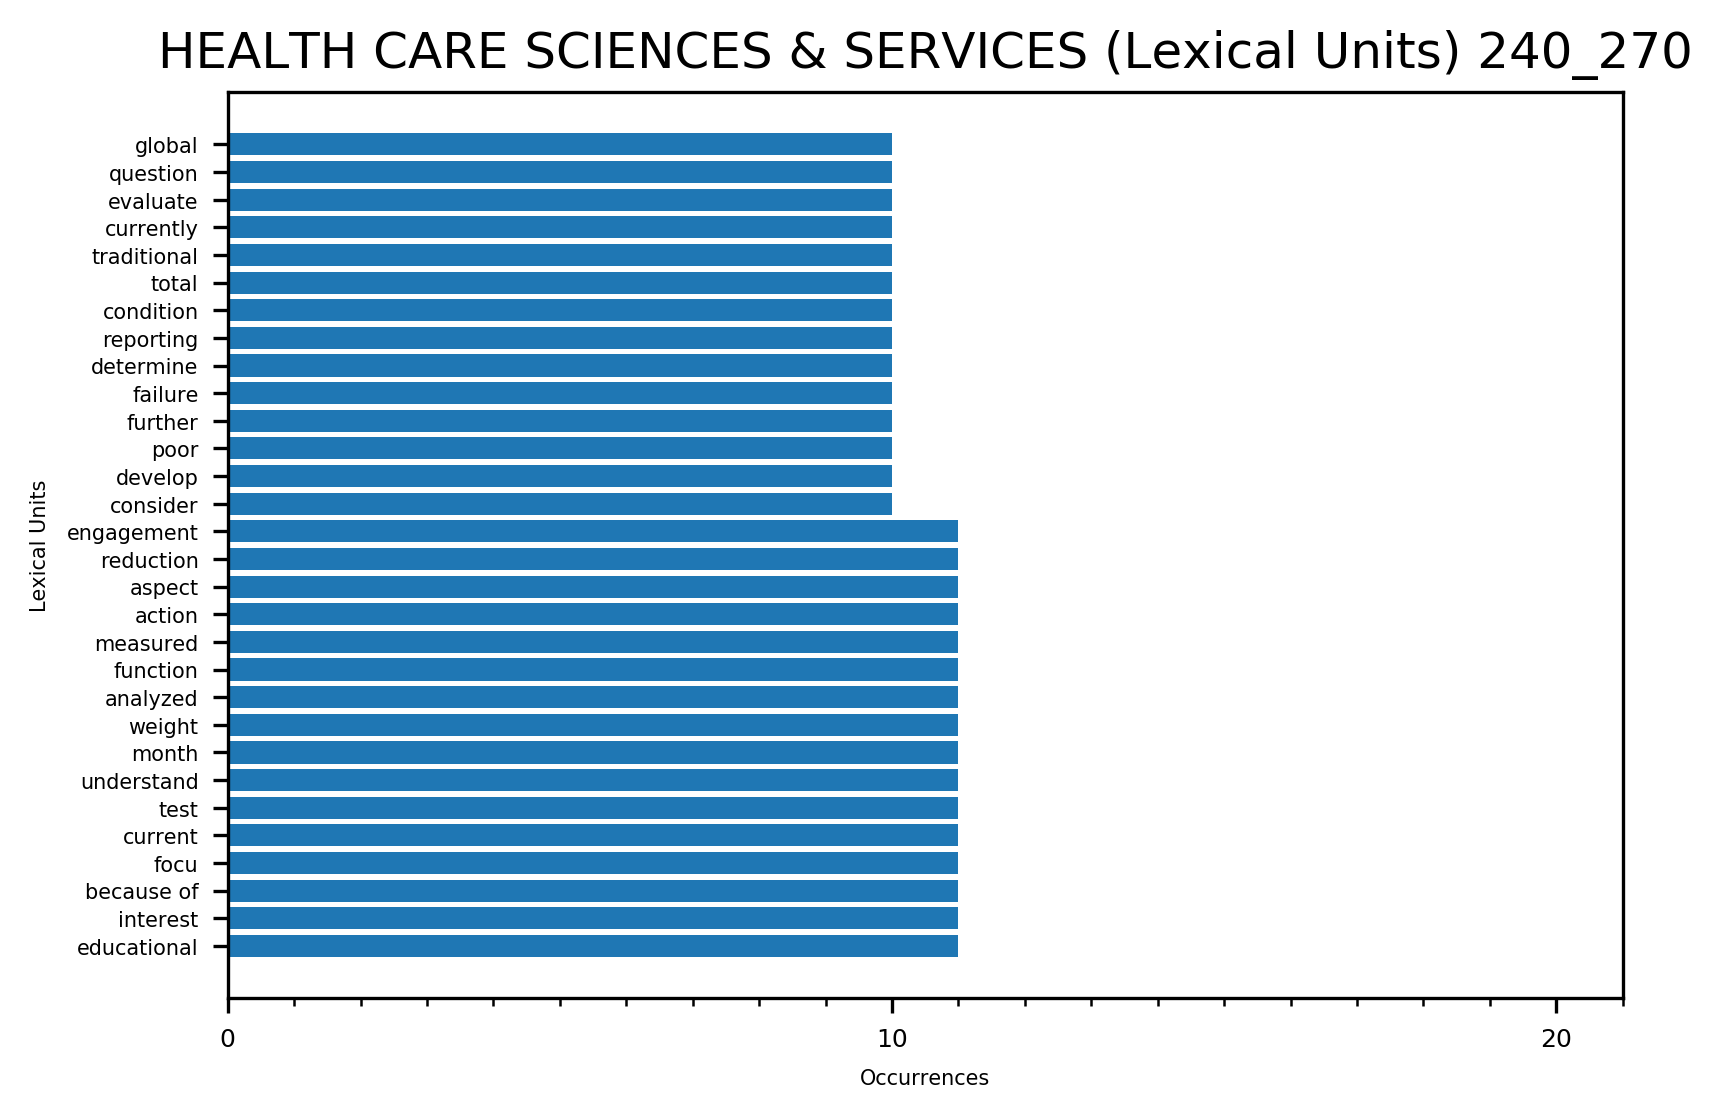 HEALTH CARE SCIENCES & SERVICES (Lexical Units) 240_270
Lexical Units
global
question
evaluate
currently
traditional
total
condition
reporting
determine
failure
further
poor
develop
consider
engagement
reduction
aspect
action
measured
function
analyzed
weight
month
understand
test
current
focu
because of
interest
educational
0 10 20
Occurrences